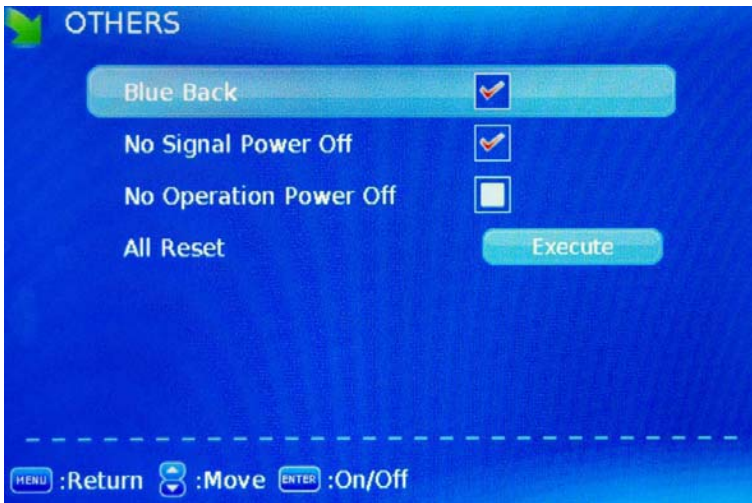 OTHERS
Blue Back
No Signal Power Off
No Operation Power Off
All Reset Execute
MENU :Return :Move ENTER :On/Off